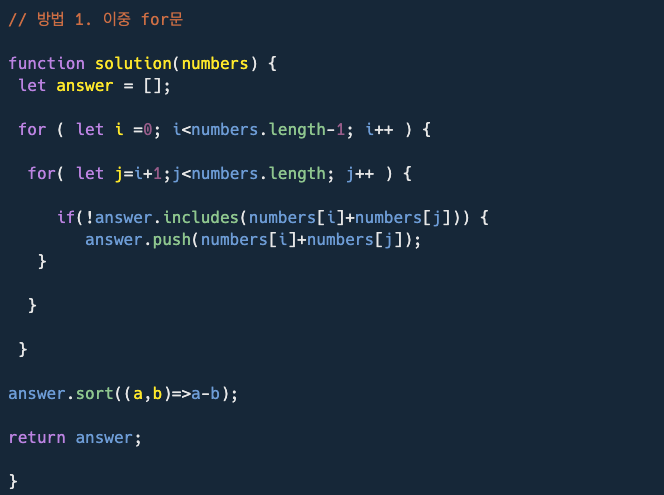 // 방법 1. 이중 for문
function solution(numbers) {
let answer = [];
for ( let i =0; i<numbers.length-1; i++ ) {
for( let j=i+1;j<numbers.length; j++ ) {
if(!answer.includes(numbers[i]+numbers[j])) {
answer.push(numbers[i]+numbers[j]);
}
}
}
answer.sort((a,b)=>a-b);
return answer;
}